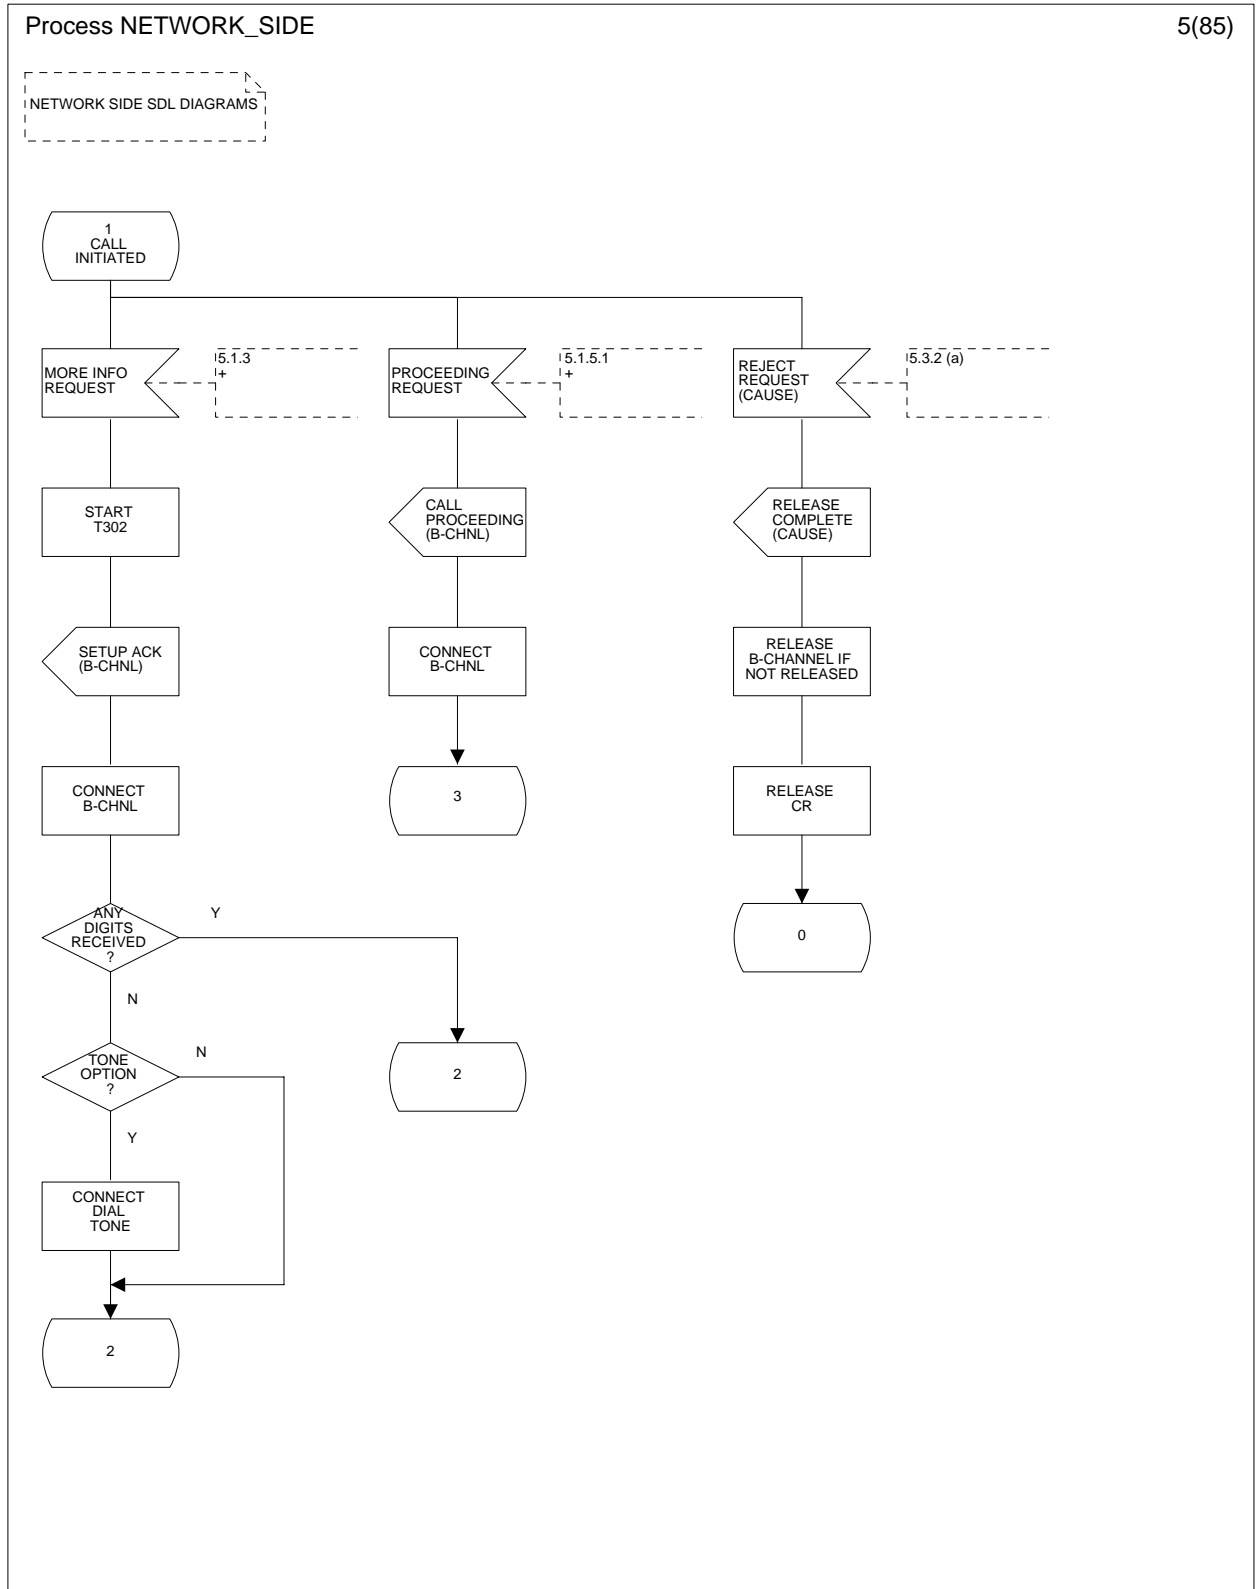 Process NETWORK_SIDE
5(85)
NETWORK SIDE SDL DIAGRAMS
1
CALL
INITIATED
MORE INFO
REQUEST
5.1.3
+
PROCEEDING
REQUEST
5.1.5.1
+
REJECT
REQUEST
(CAUSE)
5.3.2 (a)
START
T302
CALL
PROCEEDING
(B-CHNL)
RELEASE
COMPLETE
(CAUSE)
SETUP ACK
(B-CHNL)
CONNECT
B-CHNL
RELEASE
B-CHANNEL IF
NOT RELEASED
CONNECT
B-CHNL
3
RELEASE
CR
ANY
DIGITS
RECEIVED
?
Y
0
N
TONE
OPTION
?
N
2
Y
CONNECT
DIAL
TONE
2